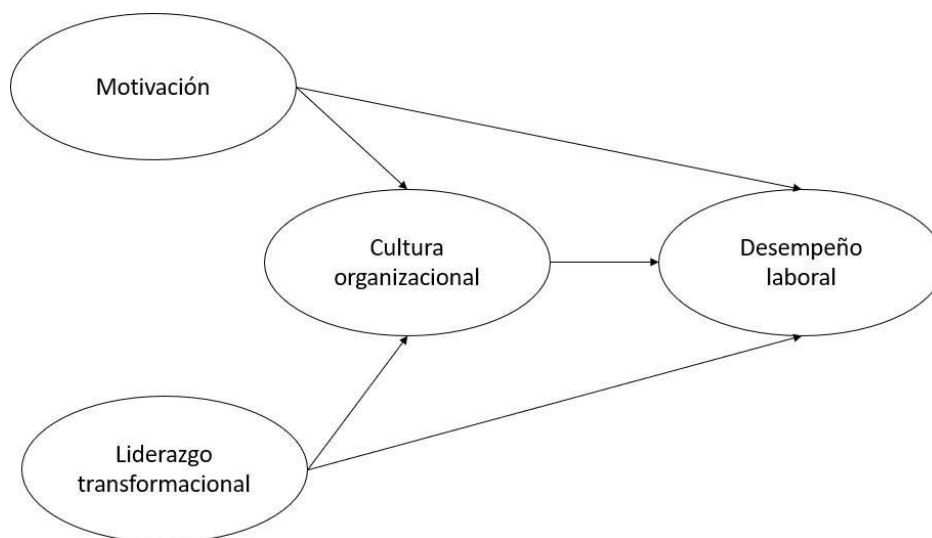 Motivación
Cultura
organizacional
Desempeño
laboral
Liderazgo
transformacional